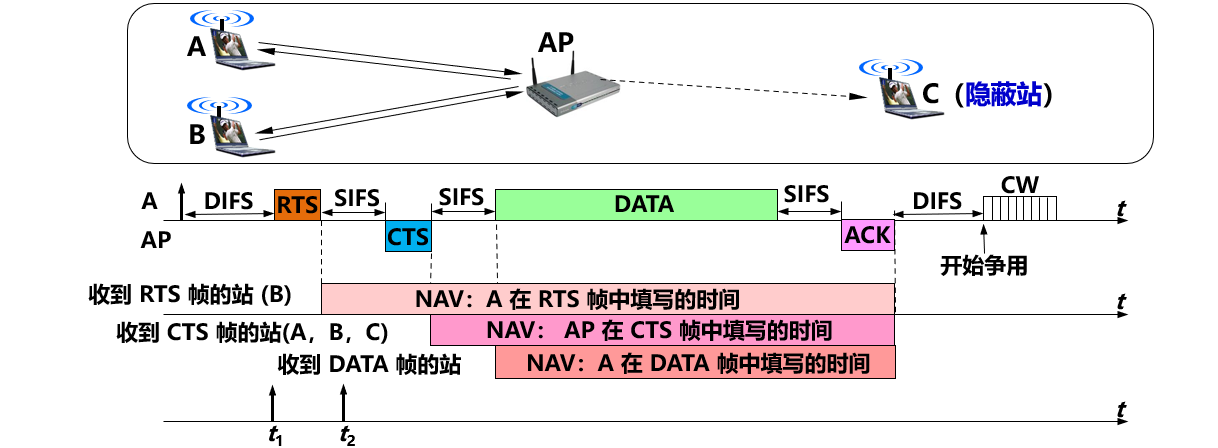 A
AP
B
C（隐蔽站）
A
DIFS
RTS
SIFS
SIFS
DATA
SIFS
DIFS
CW
t
AP
CTS
ACK
开始争用
收到 RTS 帧的站 (B)
NAV：A 在 RTS 帧中填写的时间
t
收到 CTS 帧的站(A，B，C)
NAV： AP 在 CTS 帧中填写的时间
收到 DATA 帧的站
NAV：A 在 DATA 帧中填写的时间
t
t1
t2